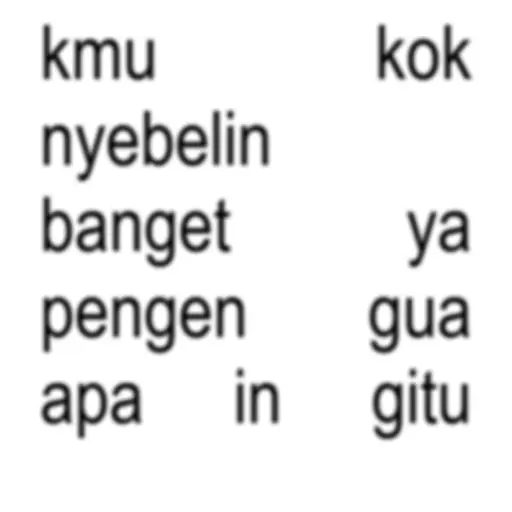 kmu kok
nyebelin
banget ya
pengen gua
apa in gitu